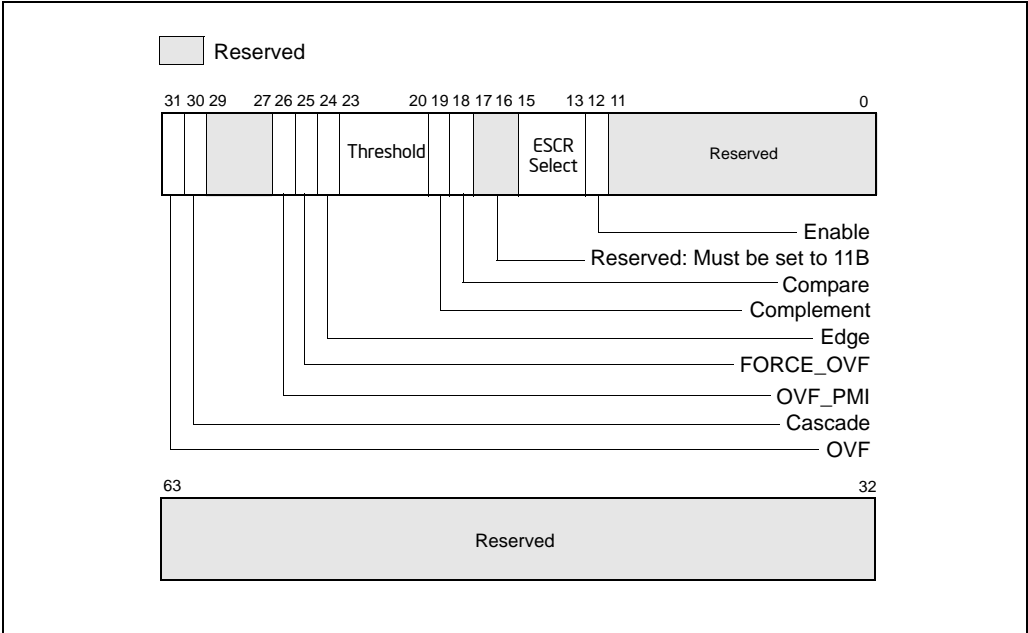 Reserved
31 30 29 27 26 25 24 23 20 19 18 17 16 15 13 12 11 0
Threshold
ESCR
Select
Reserved
Enable
Reserved: Must be set to 11B
Compare
Complement
Edge
FORCE_OVF
OVF_PMI
Cascade
OVF
63 32
Reserved